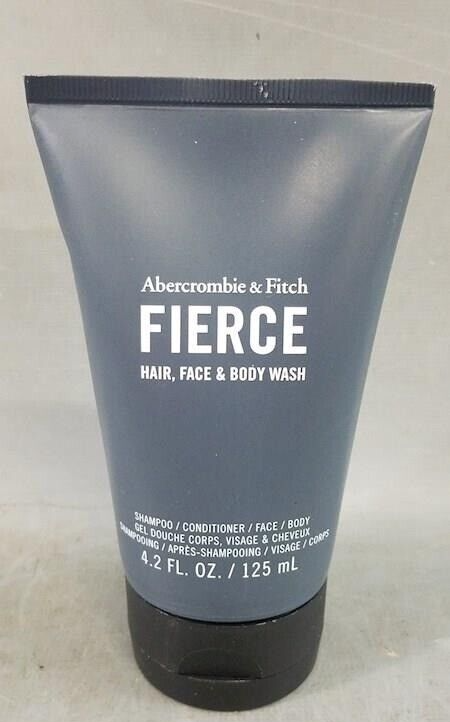 Abercrombie & Fitch
FIERCE
HAIR, FACE & BODY WASH
SHAMPOO / CONDITIONER / FACE / BODY
GEL DOUCHE CORPS, VISAGE & CHEVEUX
SHAMPOOING / APRÈS-SHAMPOOING / VISAGE / CORPS
4.2 FL. OZ. / 125 mL